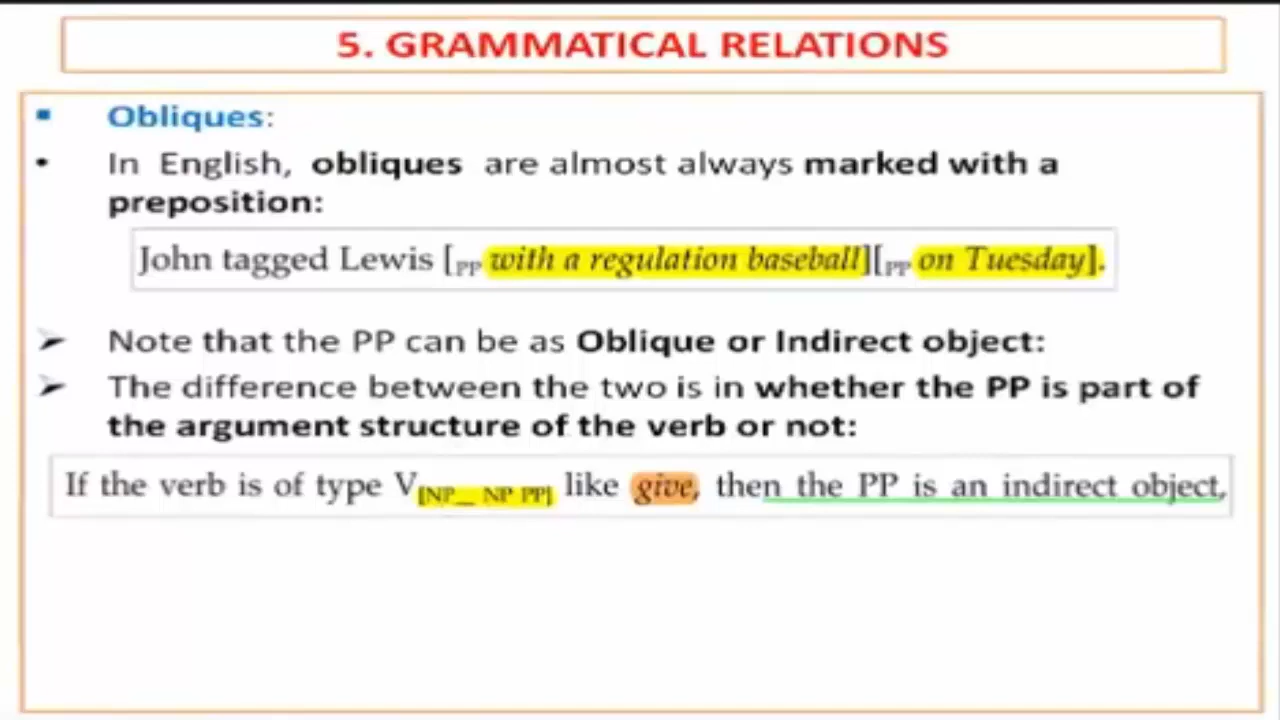 5. GRAMMATICAL RELATIONS
▪ Obliques:
• In English, obliques are almost always marked with a
preposition:
John tagged Lewis [PP with a regulation baseball][PP on Tuesday].
➢ Note that the PP can be as Oblique or Indirect object:
➢ The difference between the two is in whether the PP is part of
the argument structure of the verb or not:
If the verb is of type V[NP__ NP PP] like give, then the PP is an indirect object,